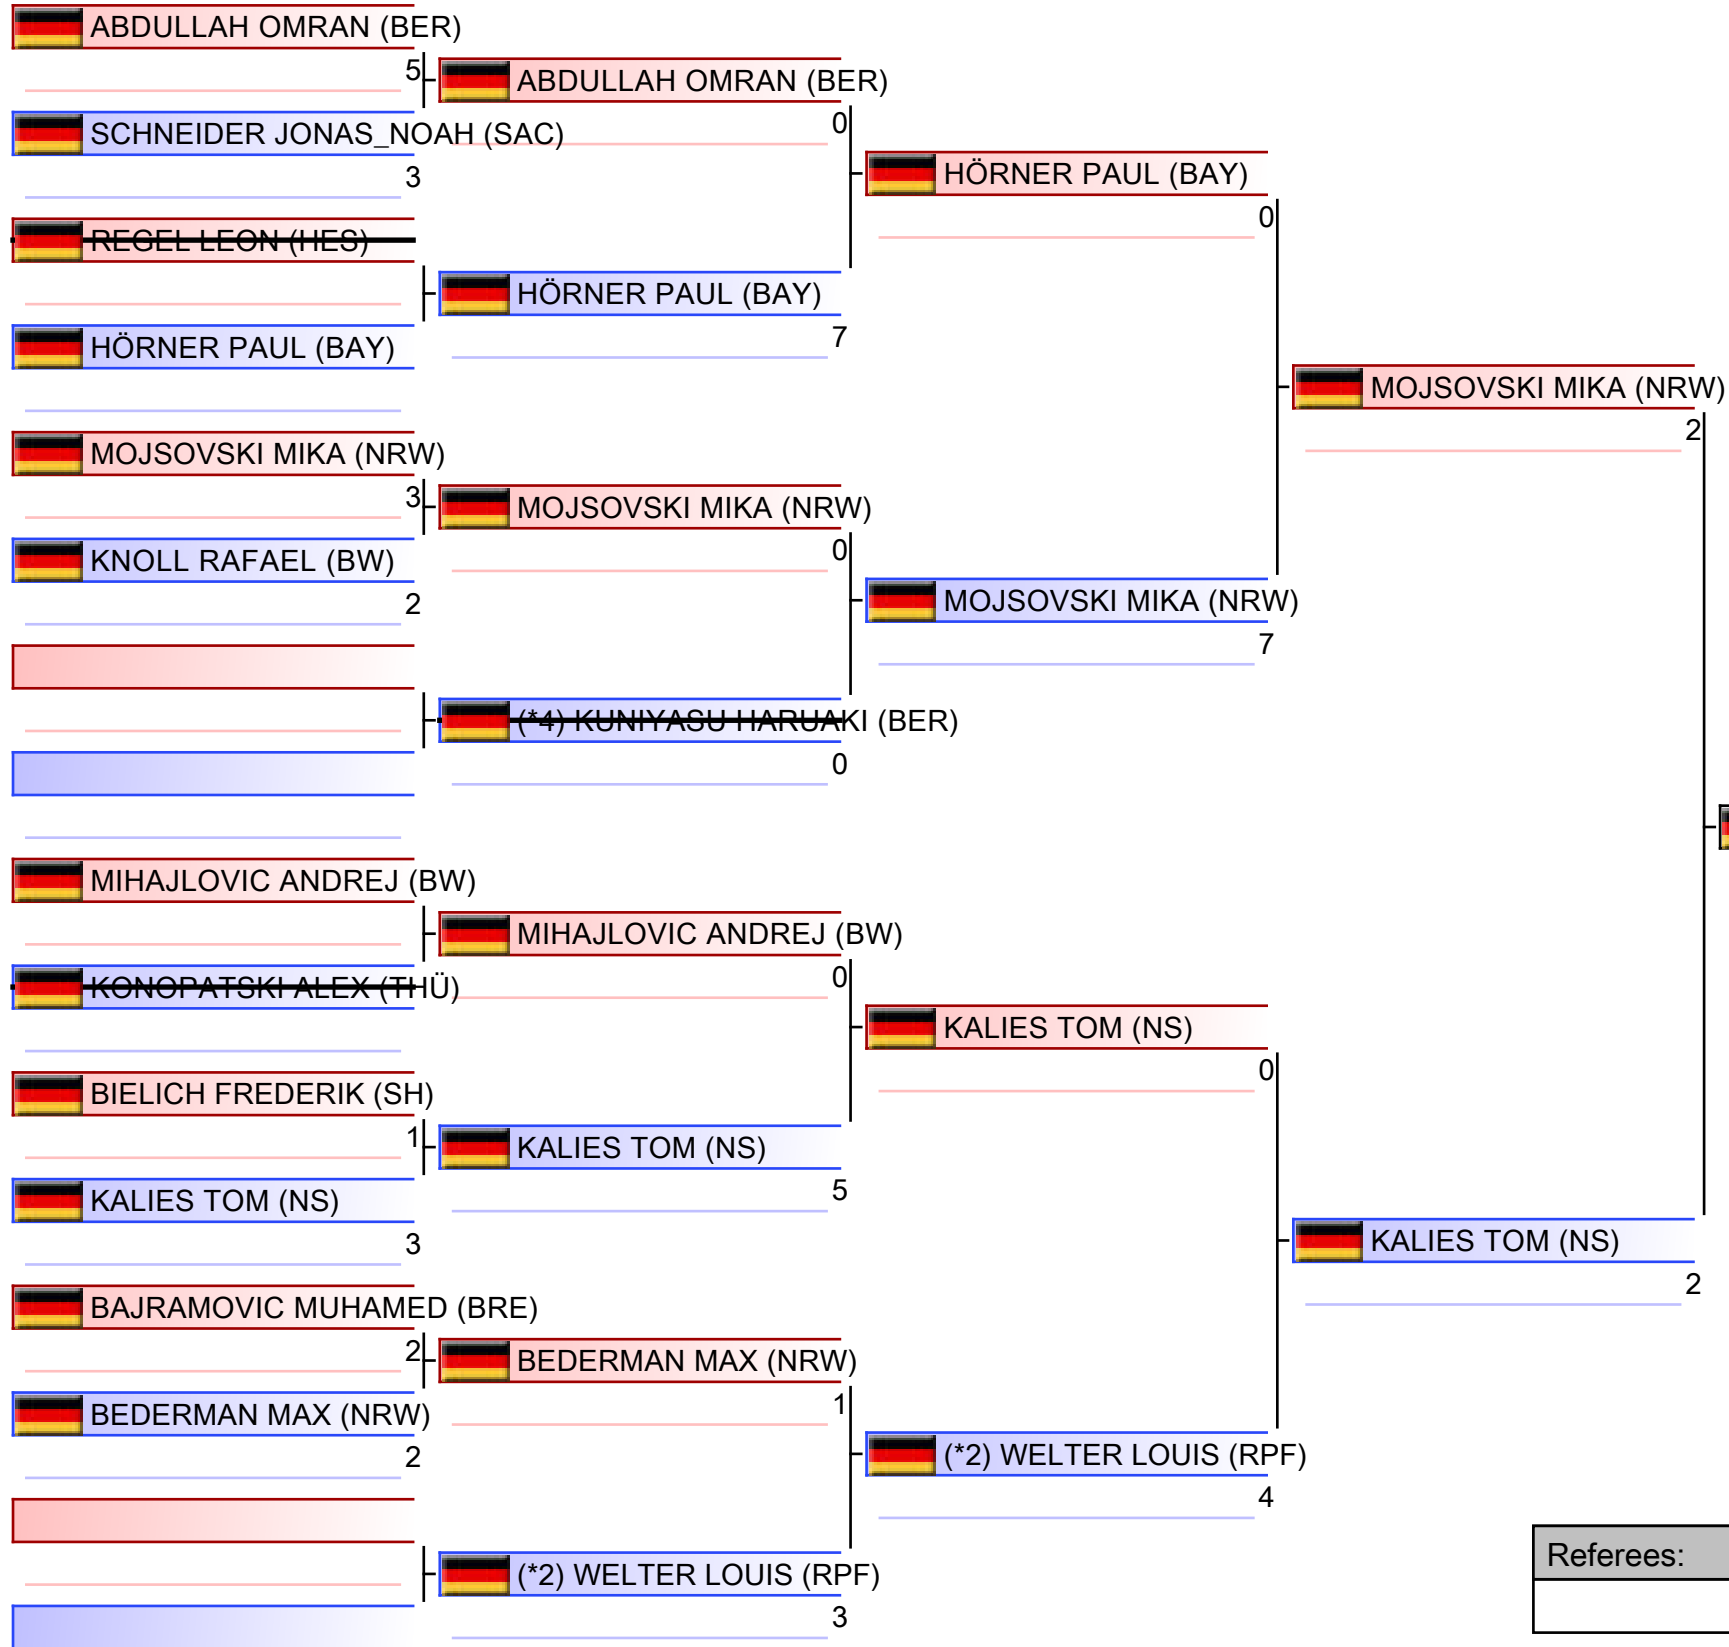 ABDULLAH OMRAN (BER)
5
SCHNEIDER JONAS_NOAH (SAC)
3
REGEL LEON (HES)
HÖRNER PAUL (BAY)
MOJSOVSKI MIKA (NRW)
3
KNOLL RAFAEL (BW)
2
MIHAJLOVIC ANDREJ (BW)
KONOPATSKI ALEX (THÜ)
BIELICH FREDERIK (SH)
1
KALIES TOM (NS)
3
BAJRAMOVIC MUHAMED (BRE)
2
BEDERMAN MAX (NRW)
2
ABDULLAH OMRAN (BER)
0
HÖRNER PAUL (BAY)
7
MOJSOVSKI MIKA (NRW)
0
(*4) KUNIYASU HARUAKI (BER)
0
MIHAJLOVIC ANDREJ (BW)
0
KALIES TOM (NS)
5
BEDERMAN MAX (NRW)
1
(*2) WELTER LOUIS (RPF)
3
HÖRNER PAUL (BAY)
0
MOJSOVSKI MIKA (NRW)
7
KALIES TOM (NS)
0
(*2) WELTER LOUIS (RPF)
4
MOJSOVSKI MIKA (NRW)
2
KALIES TOM (NS)
2
Referees: